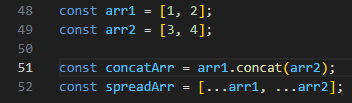 48 const arr1 = [1, 2];
49 const arr2 = [3, 4];
50
51 const concatArr = arr1.concat(arr2);
52 const spreadArr = [...arr1, ...arr2];